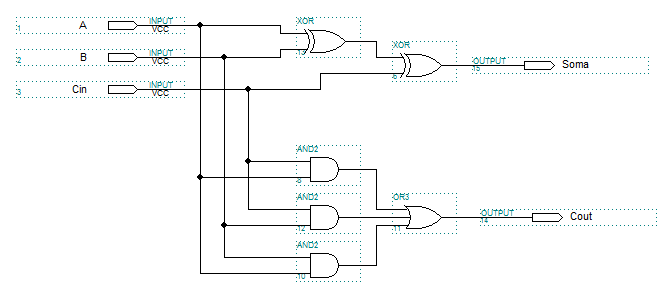 A INPUT VCC 1
B INPUT VCC 2
Cin INPUT VCC 3
XOR
13
XOR
6
OUTPUT
15
Soma
AND2
8
AND2
12
AND2
10
OR3
11
OUTPUT
14
Cout